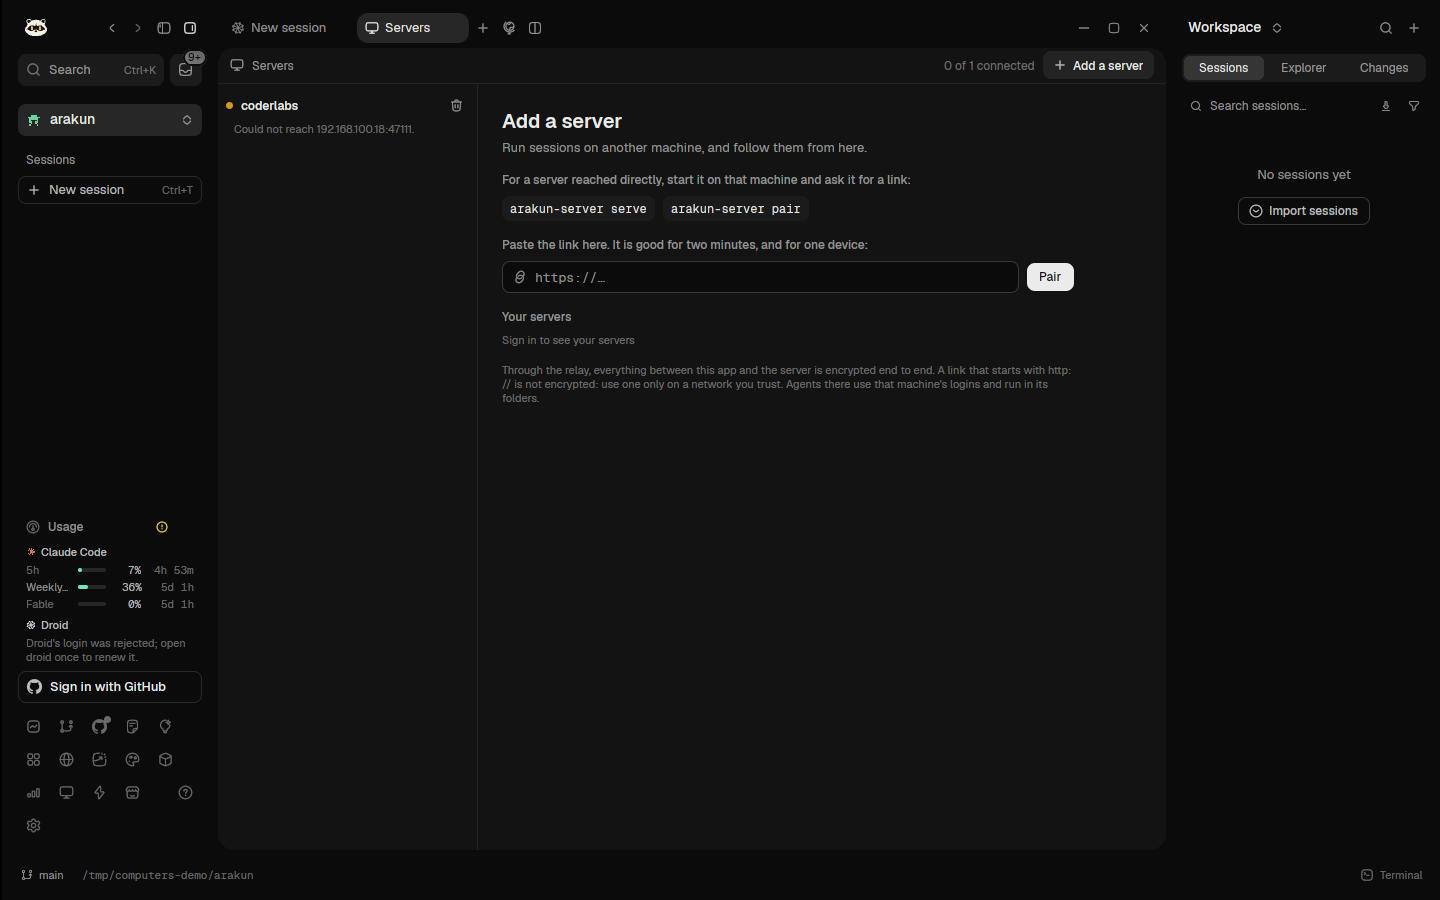 New session
Servers
Workspace
Search
Ctrl+K
9+
Servers
0 of 1 connected
Add a server
Sessions
Explorer
Changes
arakun
coderlabs
Could not reach 192.168.100.18:47111.
Search sessions…
Sessions
New session
Ctrl+T
Add a server
Run sessions on another machine, and follow them from here.
For a server reached directly, start it on that machine and ask it for a link:
arakun-server serve
arakun-server pair
Paste the link here. It is good for two minutes, and for one device:
https://…
Pair
Your servers
Sign in to see your servers
Through the relay, everything between this app and the server is encrypted end to end. A link that starts with http:
// is not encrypted: use one only on a network you trust. Agents there use that machine's logins and run in its
folders.
No sessions yet
Import sessions
Usage
Claude Code
5h 7% 4h 53m
Weekly… 36% 5d 1h
Fable 0% 5d 1h
Droid
Droid's login was rejected; open
droid once to renew it.
Sign in with GitHub
main
/tmp/computers-demo/arakun
Terminal